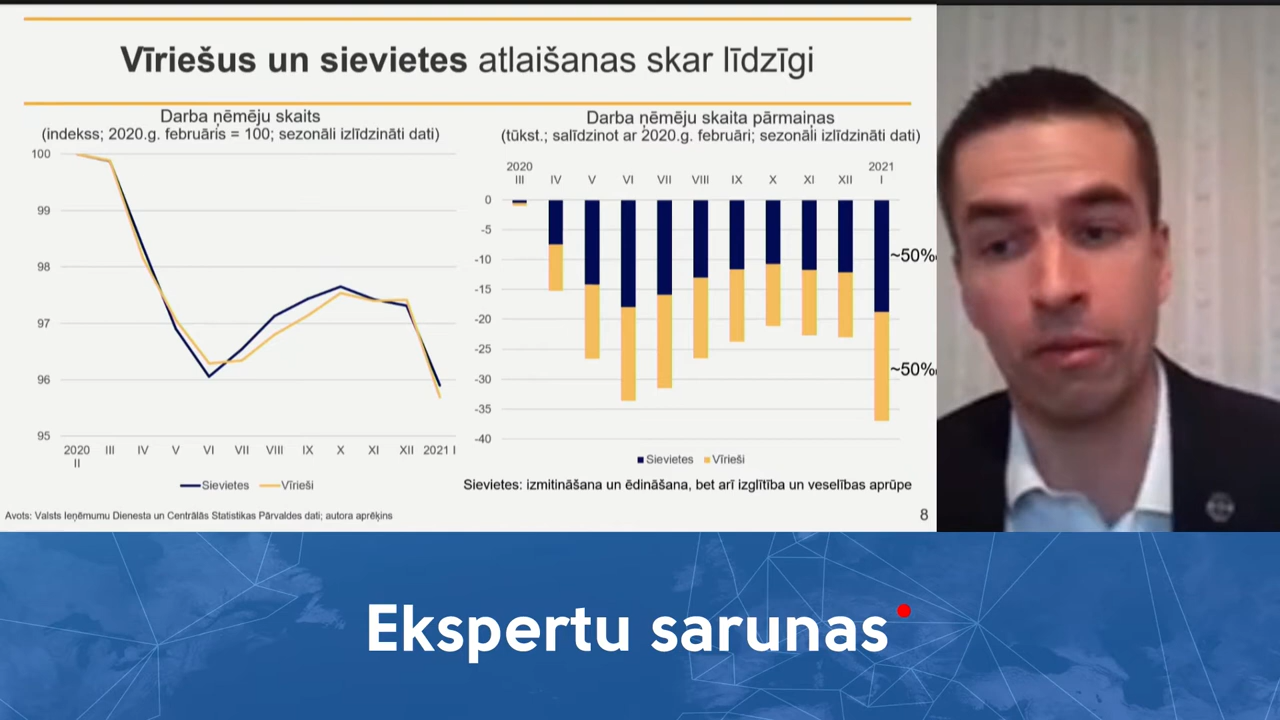 Vīriešus un sievietes atlaišanas skar līdzīgi
Darba ņēmēju skaits
(indekss; 2020.g. februāris = 100; sezonāli izlīdzināti dati)
100
99
98
97
96
95
2020 III IV V VI VII VIII IX X XI XII 2021 I
II
Sievietes Vīrieši
Darba ņēmēju skaita pārmaiņas
(tūkst.; salīdzinot ar 2020.g. februāri; sezonāli izlīdzināti dati)
2020 2021
III IV V VI VII VIII IX X XI XII I
0
-5
-10
-15
-20
-25
-30
-35
-40
~50%
~50%
Sievietes Vīrieši
Sievietes: izmitināšana un ēdināšana, bet arī izglītība un veselības aprūpe
Avots: Valsts Ieņēmumu Dienesta un Centrālās Statistikas Pārvaldes dati; autora aprēķins
8
Ekspertu sarunas